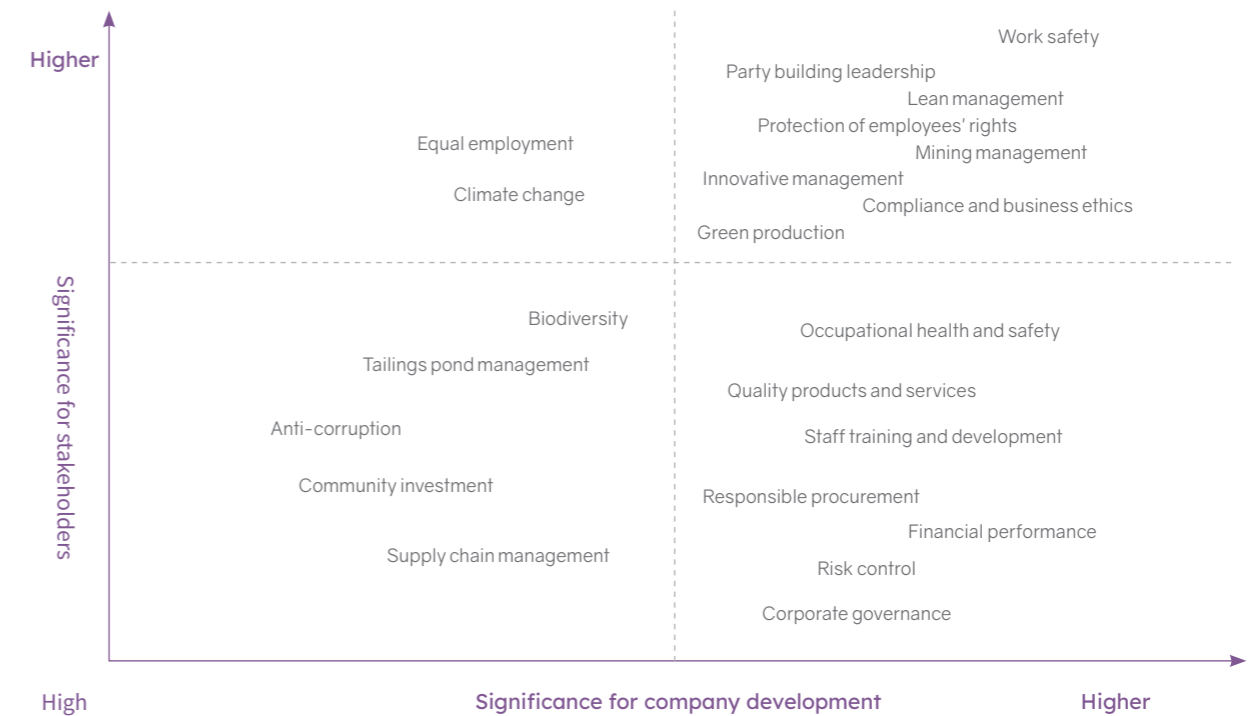 Higher
Significance for stakeholders
Work safety
Party building leadership
Lean management
Protection of employees' rights
Mining management
Innovative management
Compliance and business ethics
Green production
Equal employment
Climate change
Biodiversity
Tailings pond management
Anti-corruption
Community investment
Supply chain management
Occupational health and safety
Quality products and services
Staff training and development
Responsible procurement
Financial performance
Risk control
Corporate governance
High
Significance for company development
Higher